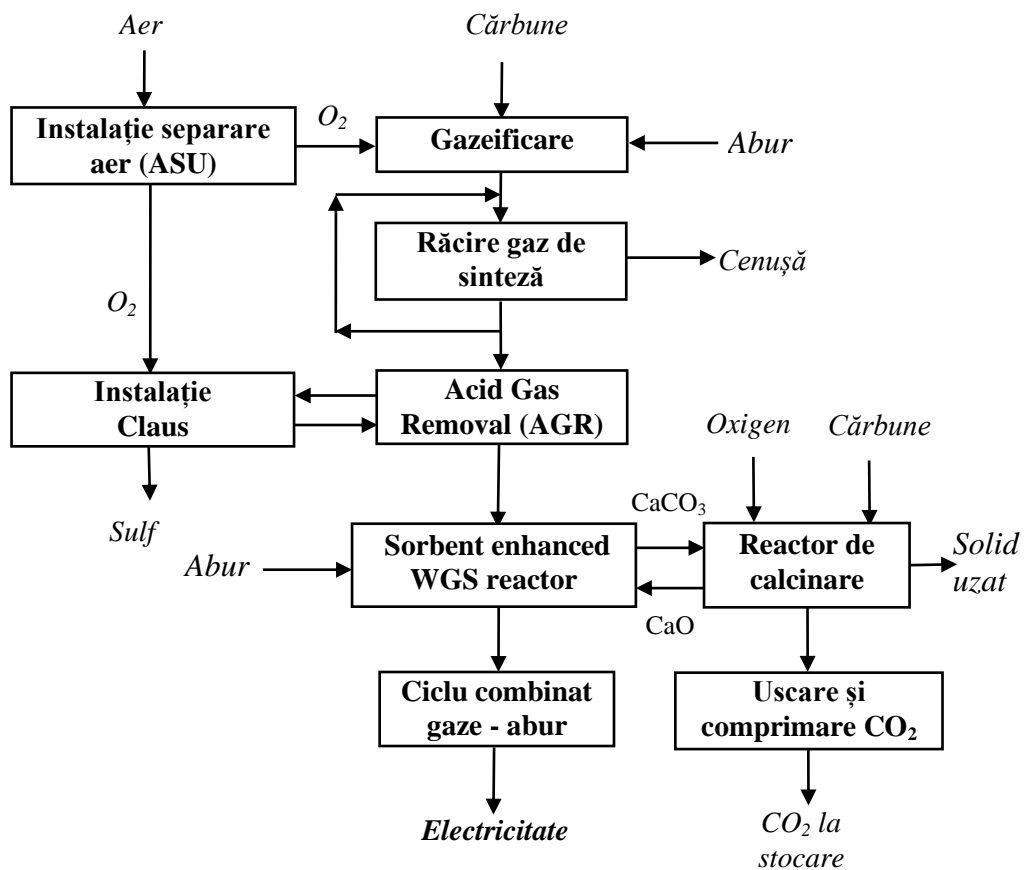 Aer
Cărbune
Instalație separare
aer (ASU)
O2
Gazeificare
Abur
Răcire gaz de
sinteză
Cenușă
O2
Instalație
Claus
Acid Gas
Removal (AGR)
Oxigen
Cărbune
Sulf
CaCO3
Abur
Sorbent enhanced
WGS reactor
Reactor de
calcinare
Solid
uzat
CaO
Ciclu combinat
gaze - abur
Uscare și
comprimare CO2
Electricitate
CO2 la
stocare